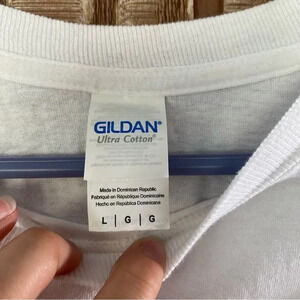 GILDAN®
Ultra Cotton®
Made in Dominican Republic
Fabriqué en République Dominicaine
Hecho en República Dominicana
L | G | G